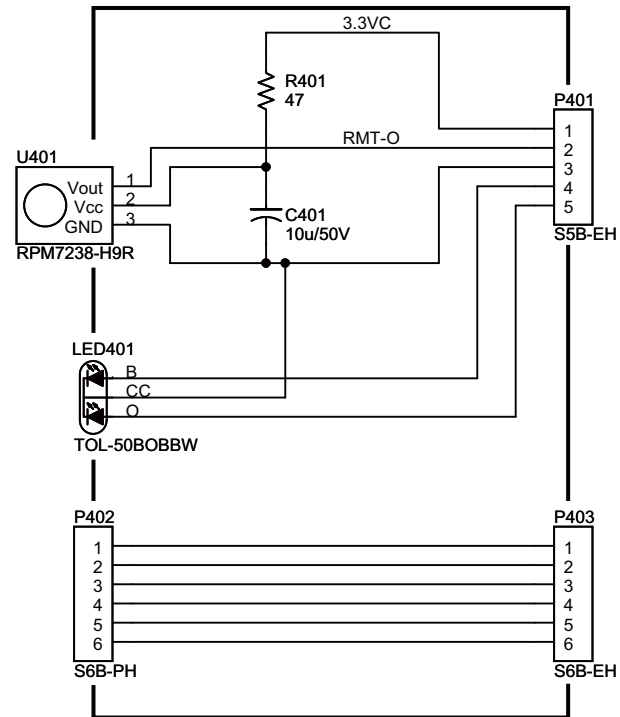 3.3VC
R401
47
P401
1
2
3
4
5
S5B-EH
RMT-O
U401
Vout 1
Vcc 2
GND 3
RPM7238-H9R
C401
10u/50V
LED401
B
CC
O
TOL-50BOBBW
P402
1
2
3
4
5
6
S6B-PH
P403
1
2
3
4
5
6
S6B-EH